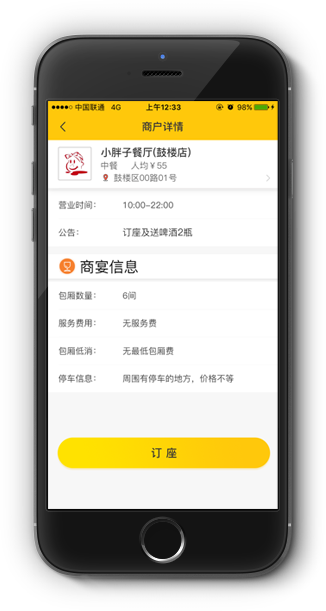 中国联通 4G 上午12:33 98%
商户详情
小胖子餐厅(鼓楼店)
中餐 人均￥55
鼓楼区00路01号
营业时间： 10:00-22:00
公告： 订座及送啤酒2瓶
商宴信息
包厢数量： 6间
服务费用： 无服务费
包厢低消： 无最低包厢费
停车信息： 周围有停车的地方，价格不等
订 座